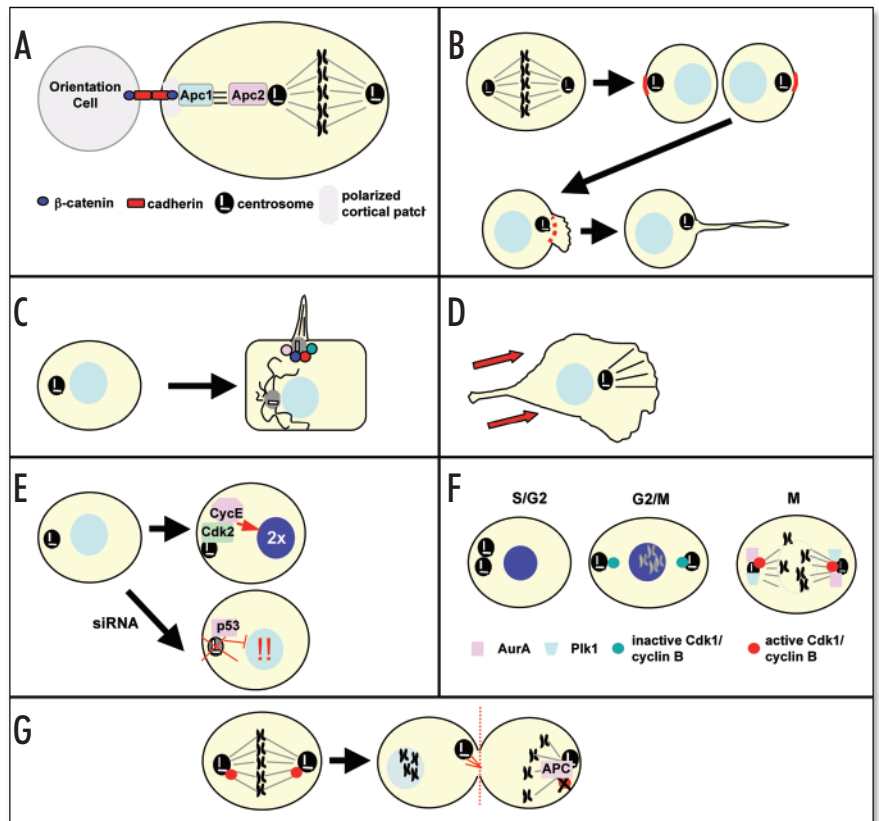 A
Orientation
Cell
Apc1
Apc2
β-catenin
cadherin
centrosome
polarized
cortical patch
B
C
D
E
CycE
Cdk2
2x
siRNA
p53
!!
F
S/G2
G2/M
M
AurA
Plk1
inactive Cdk1/
cyclin B
active Cdk1/
cyclin B
G
APC